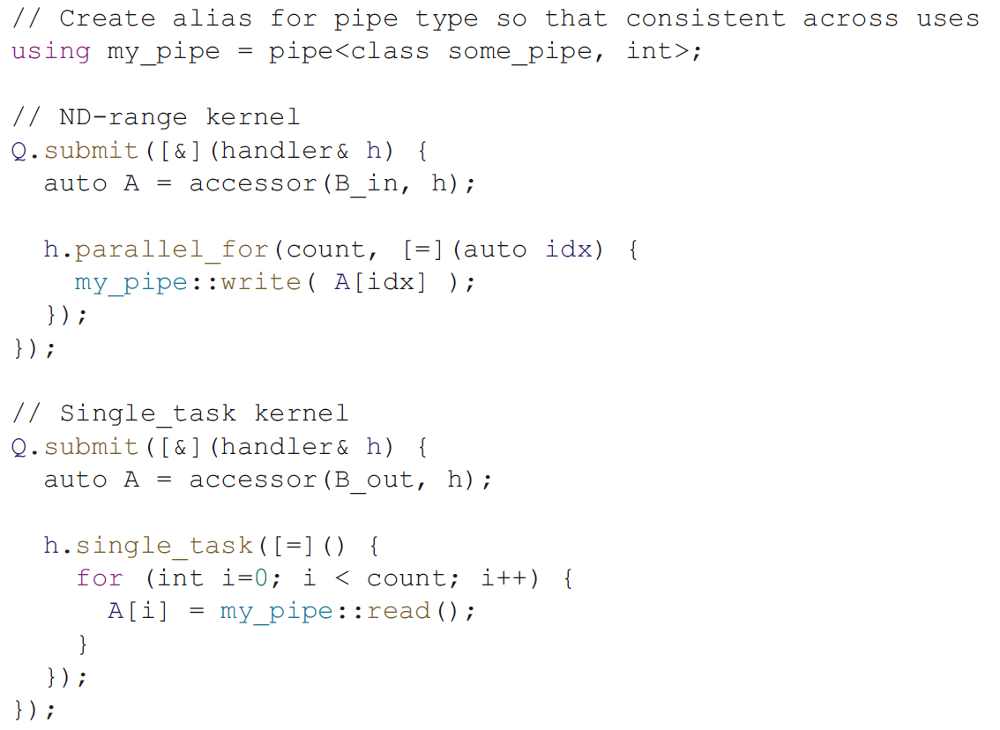 // Create alias for pipe type so that consistent across uses
using my_pipe = pipe<class some_pipe, int>;

// ND-range kernel
Q.submit([&](handler& h) {
  auto A = accessor(B_in, h);

  h.parallel_for(count, [=](auto idx) {
    my_pipe::write( A[idx] );
  });
});

// Single_task kernel
Q.submit([&](handler& h) {
  auto A = accessor(B_out, h);

  h.single_task([=]() {
    for (int i=0; i < count; i++) {
      A[i] = my_pipe::read();
    }
  });
});